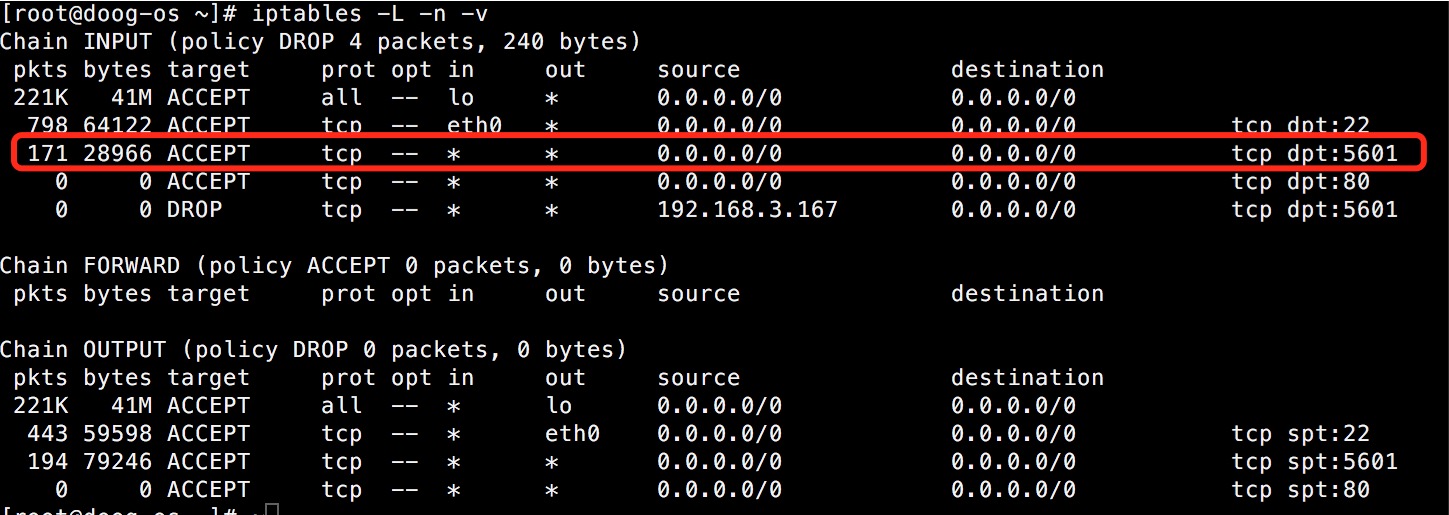 [root@doog-os ~]# iptables -L -n -v
Chain INPUT (policy DROP 4 packets, 240 bytes)
 pkts bytes target     prot opt in     out     source               destination
 221K   41M ACCEPT     all  --  lo     *       0.0.0.0/0            0.0.0.0/0
  798 64122 ACCEPT     tcp  --  eth0   *       0.0.0.0/0            0.0.0.0/0           tcp dpt:22
  171 28966 ACCEPT     tcp  --  *      *       0.0.0.0/0            0.0.0.0/0           tcp dpt:5601
    0     0 ACCEPT     tcp  --  *      *       0.0.0.0/0            0.0.0.0/0           tcp dpt:80
    0     0 DROP       tcp  --  *      *       192.168.3.167        0.0.0.0/0           tcp dpt:5601
Chain FORWARD (policy ACCEPT 0 packets, 0 bytes)
 pkts bytes target     prot opt in     out     source               destination
Chain OUTPUT (policy DROP 0 packets, 0 bytes)
 pkts bytes target     prot opt in     out     source               destination
 221K   41M ACCEPT     all  --  *      lo      0.0.0.0/0            0.0.0.0/0
  443 59598 ACCEPT     tcp  --  *      eth0    0.0.0.0/0            0.0.0.0/0           tcp spt:22
  194 79246 ACCEPT     tcp  --  *      *       0.0.0.0/0            0.0.0.0/0           tcp spt:5601
    0     0 ACCEPT     tcp  --  *      *       0.0.0.0/0            0.0.0.0/0           tcp spt:80
[root@doog-os ~]# ~